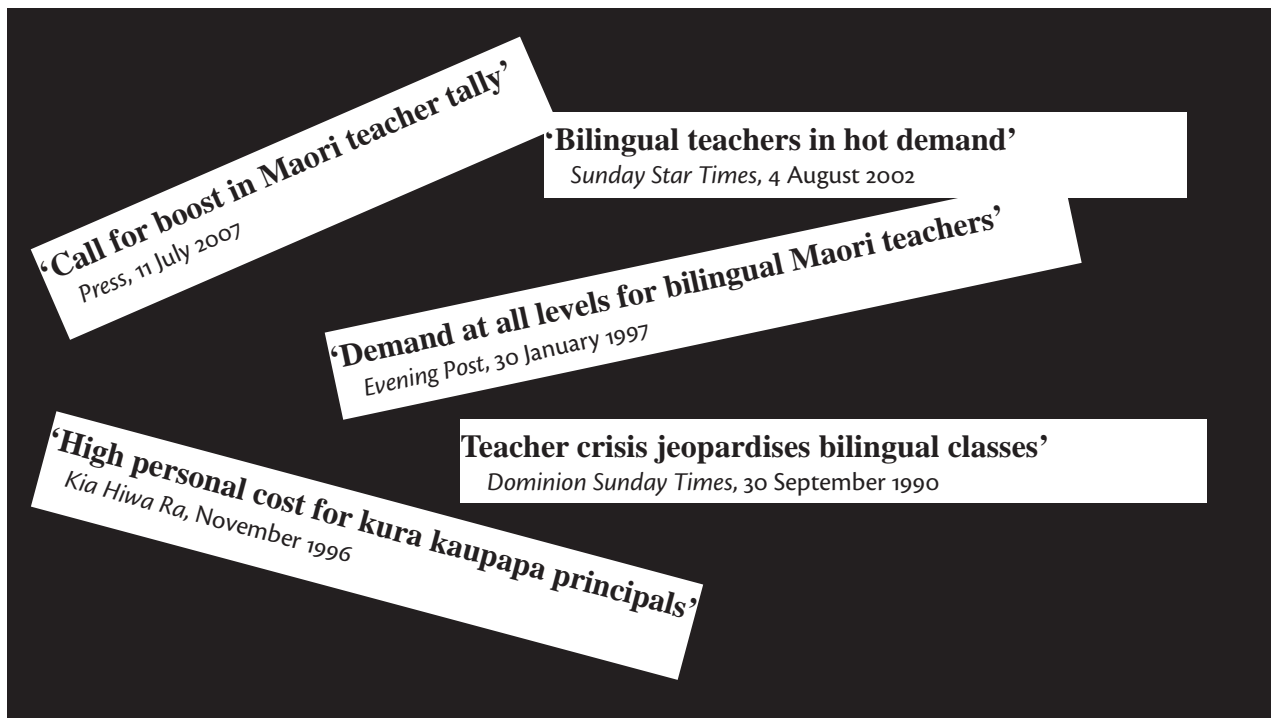 ‘Call for boost in Maori teacher tally’
Press, 11 July 2007
‘Bilingual teachers in hot demand’
Sunday Star Times, 4 August 2002
‘Demand at all levels for bilingual Maori teachers’
Evening Post, 30 January 1997
Teacher crisis jeopardises bilingual classes’
Dominion Sunday Times, 30 September 1990
‘High personal cost for kura kaupapa principals’
Kia Hiwa Ra, November 1996